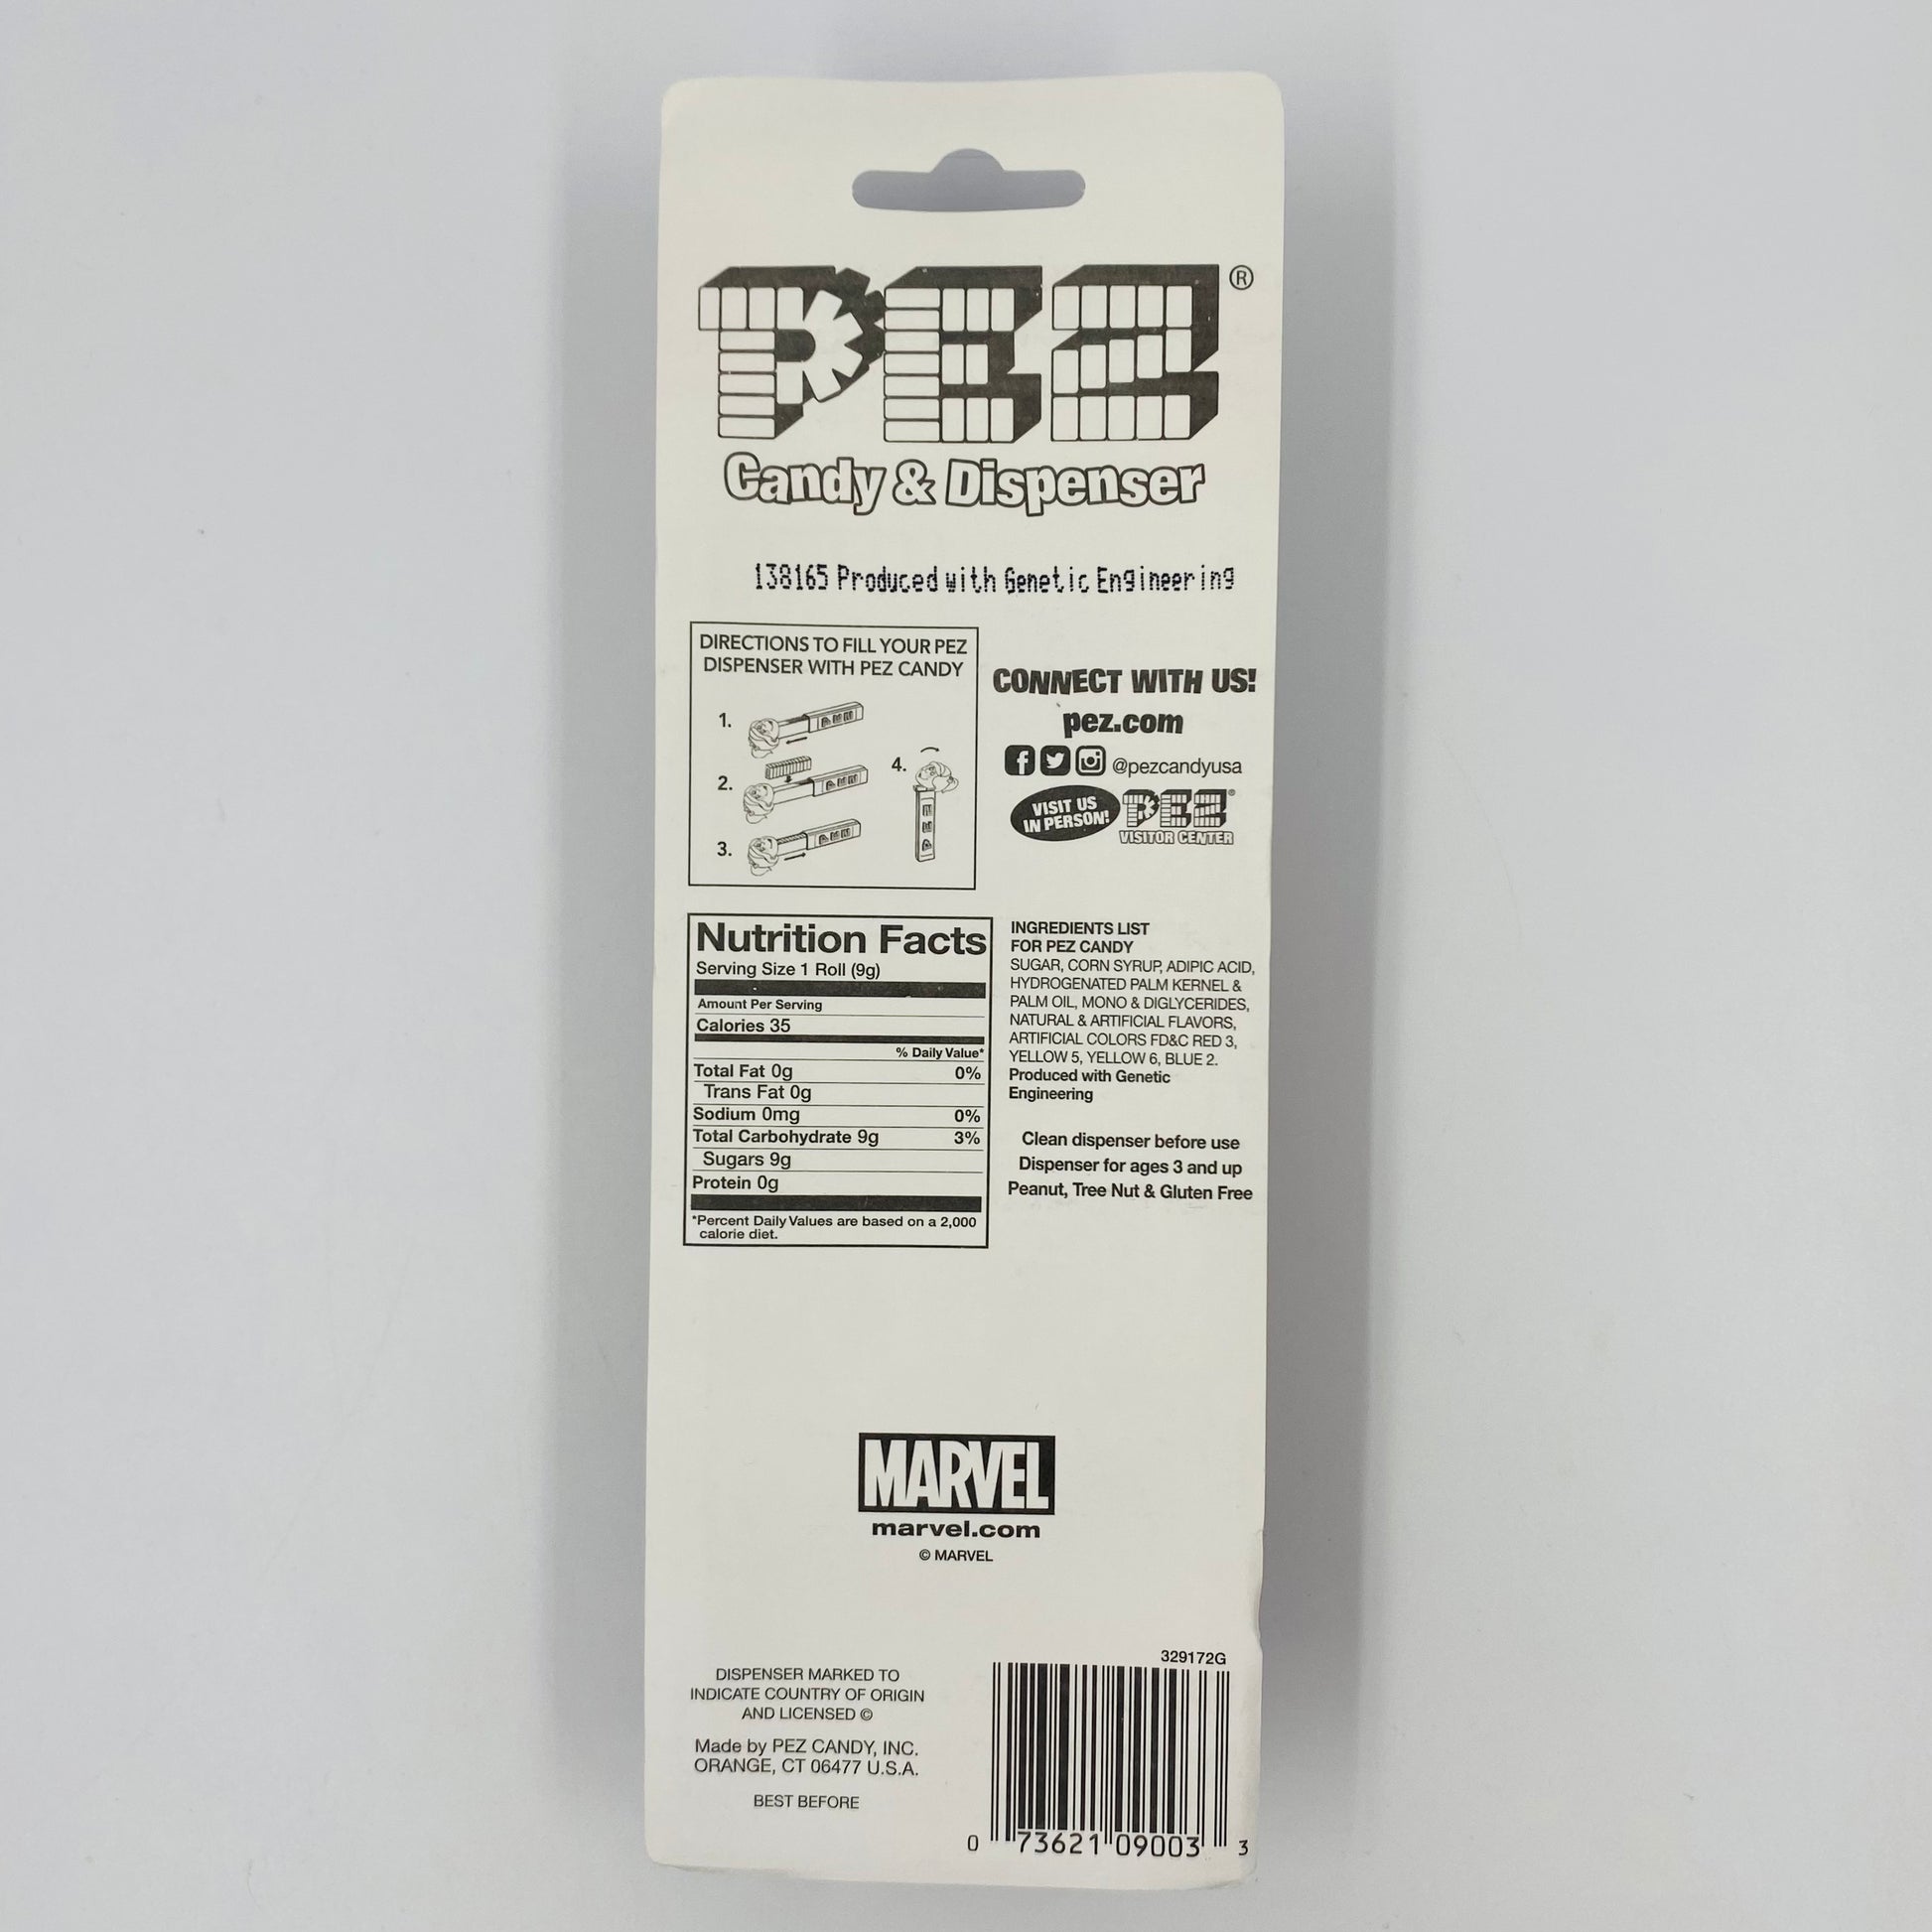 PEZ®
Candy & Dispenser
138165 Produced with Genetic Engineering
DIRECTIONS TO FILL YOUR PEZ
DISPENSER WITH PEZ CANDY
1.
2.
3.
4.
CONNECT WITH US!
pez.com
@pezcandyusa
VISIT US
IN PERSON!
PEZ®
VISITOR CENTER
Nutrition Facts
Serving Size 1 Roll (9g)
Amount Per Serving
Calories 35
% Daily Value*
Total Fat 0g 0%
Trans Fat 0g
Sodium 0mg 0%
Total Carbohydrate 9g 3%
Sugars 9g
Protein 0g
*Percent Daily Values are based on a 2,000
calorie diet.
INGREDIENTS LIST
FOR PEZ CANDY
SUGAR, CORN SYRUP, ADIPIC ACID,
HYDROGENATED PALM KERNEL &
PALM OIL, MONO & DIGLYCERIDES,
NATURAL & ARTIFICIAL FLAVORS,
ARTIFICIAL COLORS FD&C RED 3,
YELLOW 5, YELLOW 6, BLUE 2.
Produced with Genetic
Engineering
Clean dispenser before use
Dispenser for ages 3 and up
Peanut, Tree Nut & Gluten Free
MARVEL
marvel.com
© MARVEL
DISPENSER MARKED TO
INDICATE COUNTRY OF ORIGIN
AND LICENSED ©
Made by PEZ CANDY, INC.
ORANGE, CT 06477 U.S.A.
BEST BEFORE
329172G
0 73621 09003 3